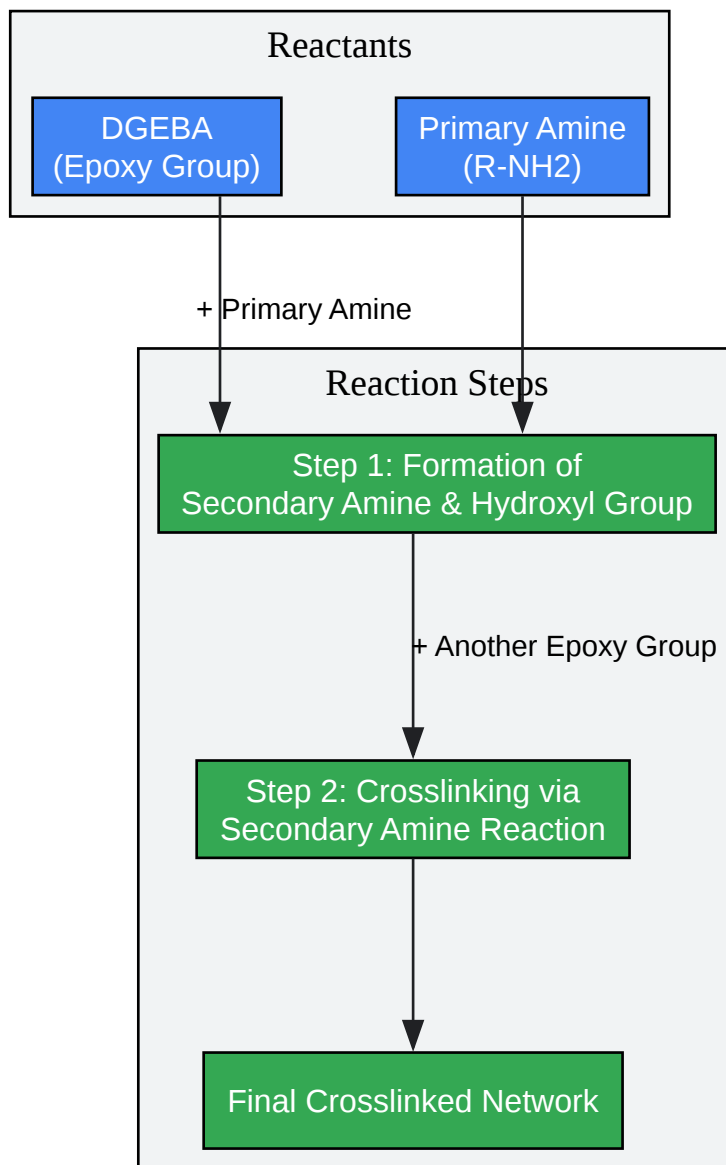 Reactants
DGEBA
(Epoxy Group)
Primary Amine
(R-NH2)
+ Primary Amine
Reaction Steps
Step 1: Formation of
Secondary Amine & Hydroxyl Group
+ Another Epoxy Group
Step 2: Crosslinking via
Secondary Amine Reaction
Final Crosslinked Network